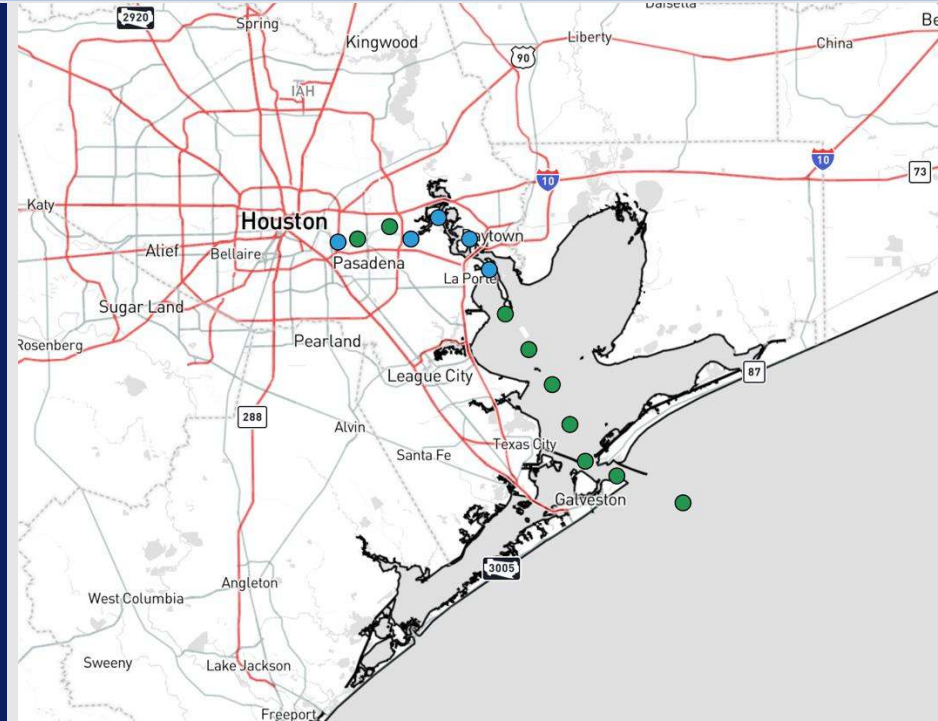 2920
Spring
Kingwood
Liberty
China
90
IAH
10
10
73
Katy
Houston
Alief
Bellaire
Pasadena
Baytown
La Porte
Sugar Land
Rosenberg
Pearland
League City
87
288
Alvin
Texas City
Santa Fe
Galveston
3005
Angleton
West Columbia
Sweeny
Lake Jackson
Freeport